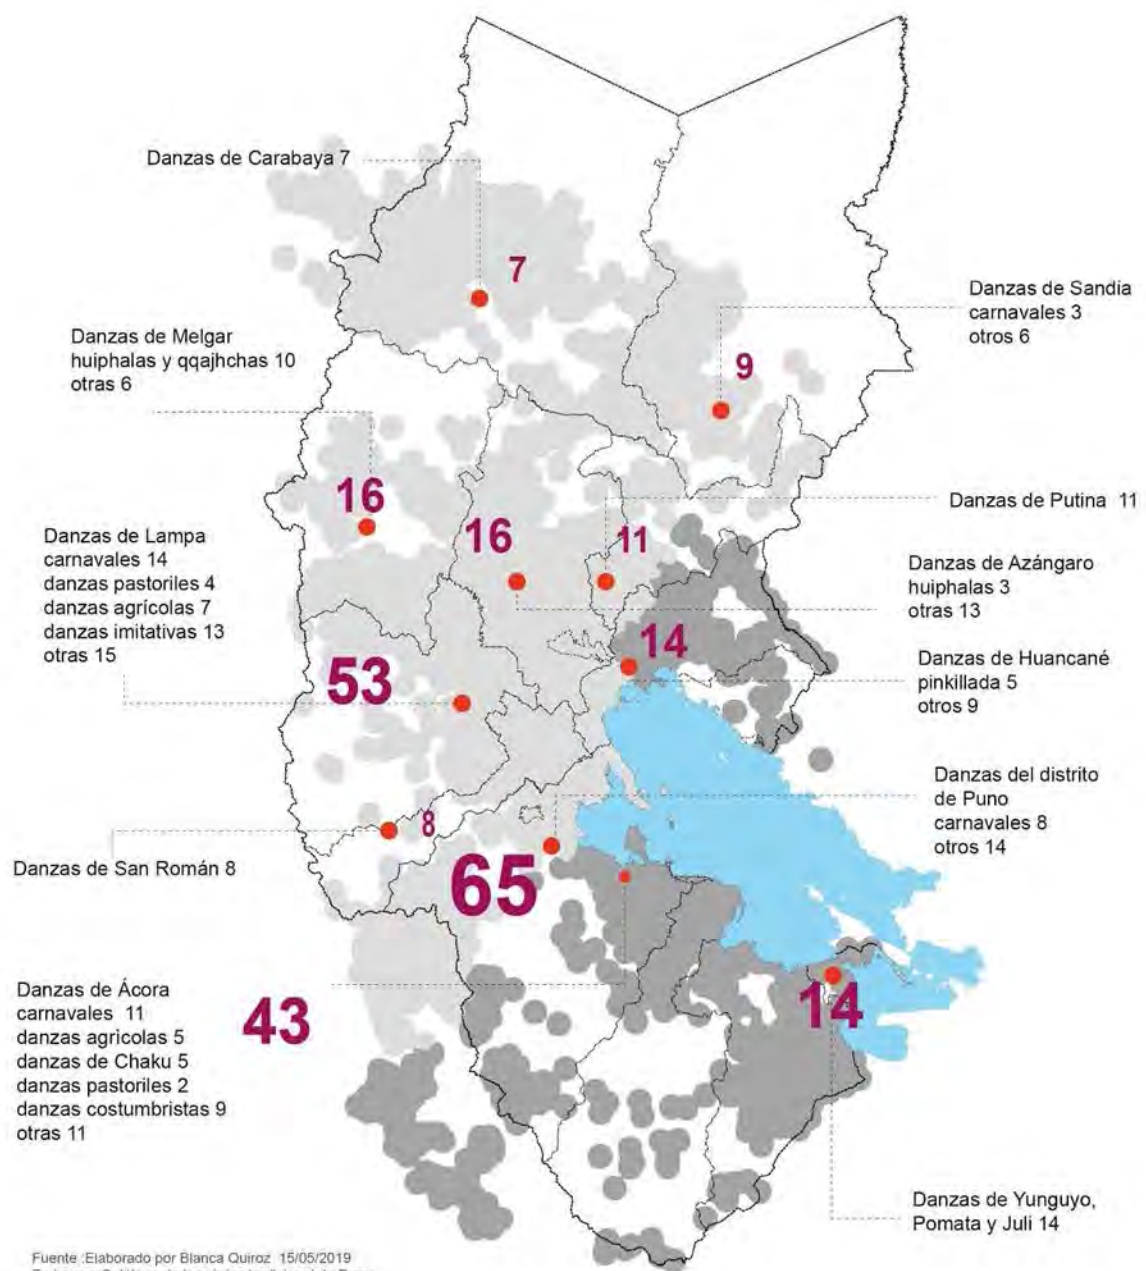 Danzas de Carabaya 7
7
Danzas de Sandia
carnavales 3
otros 6
9
Danzas de Melgar
huiphalas y qqajhchas 10
otras 6
16
16
11
Danzas de Putina 11
Danzas de Lampa
carnavales 14
danzas pastoriles 4
danzas agrícolas 7
danzas imitativas 13
otras 15
53
Danzas de Azángaro
huiphalas 3
otras 13
14
Danzas de Huancané
pinkillada 5
otros 9
Danzas del distrito
de Puno
carnavales 8
otros 14
8
Danzas de San Román 8
65
Danzas de Ácora
carnavales 11
danzas agricolas 5
danzas de Chaku 5
danzas pastoriles 2
danzas costumbristas 9
otras 11
43
14
Danzas de Yunguyo,
Pomata y Juli 14
Fuente :Elaborado por Blanca Quiroz 15/05/2019